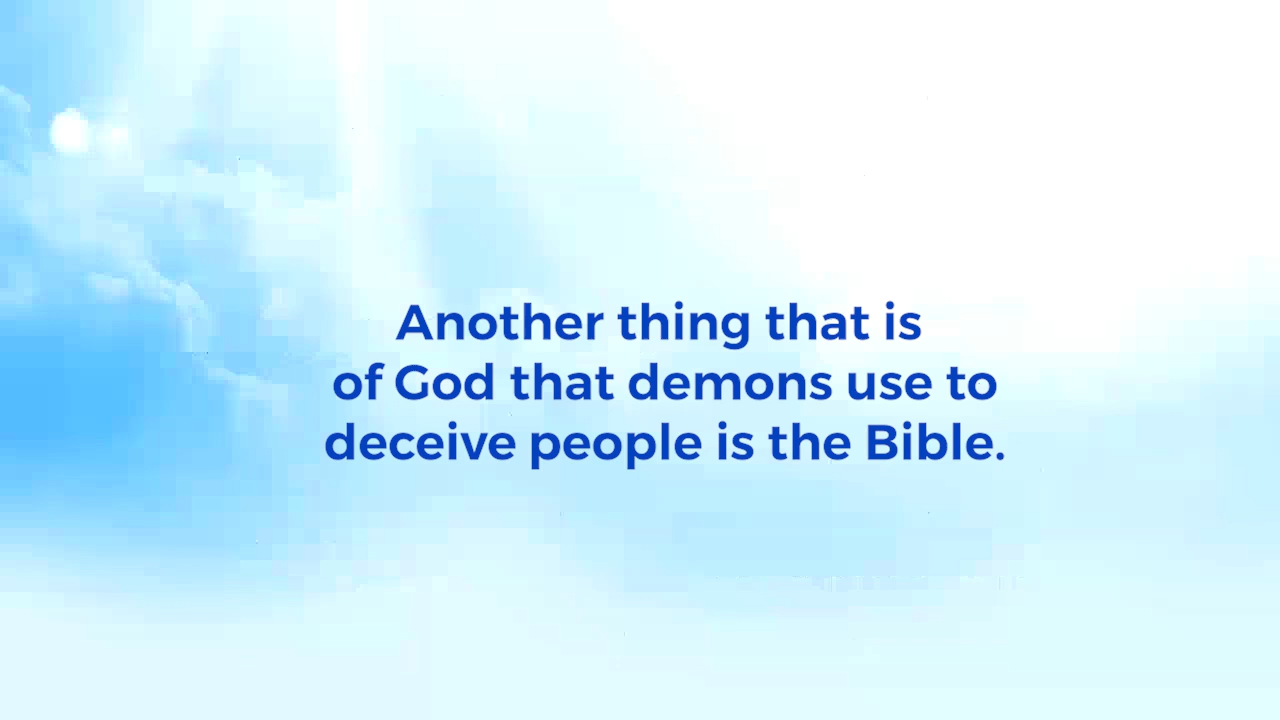 Another thing that is
of God that demons use to
deceive people is the Bible.